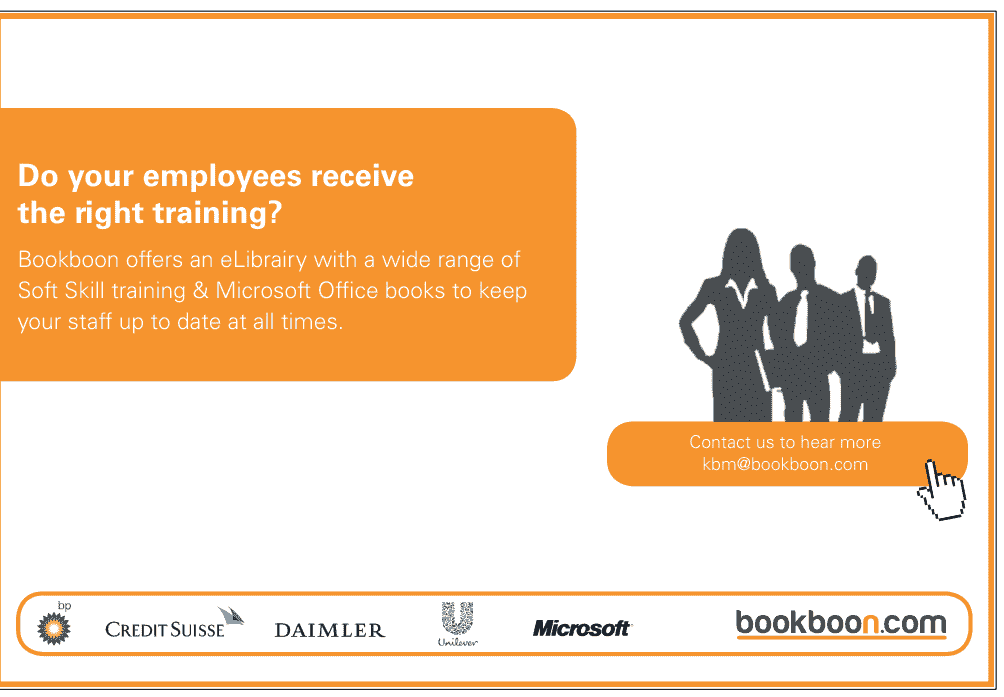 Do your employees receive
the right training?
Bookboon offers an eLibrairy with a wide range of
Soft Skill training & Microsoft Office books to keep
your staff up to date at all times.
Contact us to hear more
kbm@bookboon.com
bp
CREDIT SUISSE
DAIMLER
Unilever
Microsoft
bookboon.com